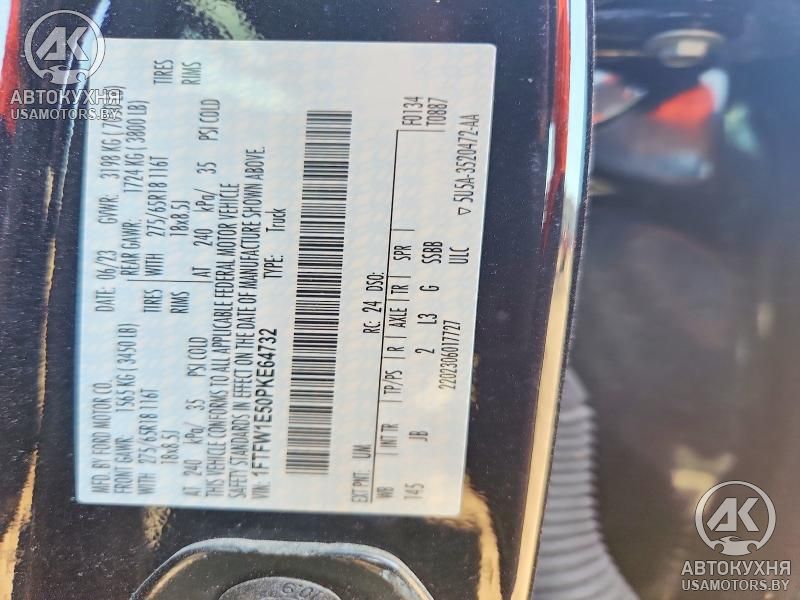 MFD. BY FORD MOTOR CO.
DATE: 06/23 GVWR: 3198 KG
FRONT GAWR: 1565 KG (3450 LB) REAR GAWR: 1724 KG (3800 LB)
WITH 275/65R18 116T TIRES WITH 275/65R18 116T TIRES
18x8.5J RIMS 18x8.5J RIMS
AT 240 kPa/ 35 PSI COLD AT 240 kPa/ 35 PSI COLD
THIS VEHICLE CONFORMS TO ALL APPLICABLE FEDERAL MOTOR VEHICLE
SAFETY STANDARDS IN EFFECT ON THE DATE OF MANUFACTURE SHOWN ABOVE.
VIN: 1FTFW1E50PKE64732 TYPE: Truck
EXT PNT: UM RC: 24 DSO: F0134
WB INT TR TP/PS R AXLE TR SPR T0887
145 JB 2 L3 G SSBB
2202306017727 ULC ▽ 5U5A-3520472-AA
AK
АВТОКУХНЯ
USAMOTORS.BY
AK
АВТОКУХНЯ
USAMOTORS.BY